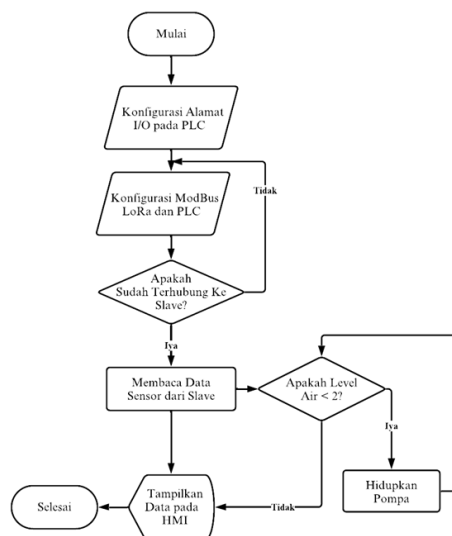 Mulai
Konfigurasi Alamat
I/O pada PLC
Tidak
Konfigurasi ModBus
LoRa dan PLC
Apakah
Sudah Terhubung Ke
Slave?
Iya
Membaca Data
Sensor dari Slave
Apakah Level
Air < 2?
Iya
Hidupkan
Pompa
Tidak
Tampilkan
Data pada
HMI
Selesai